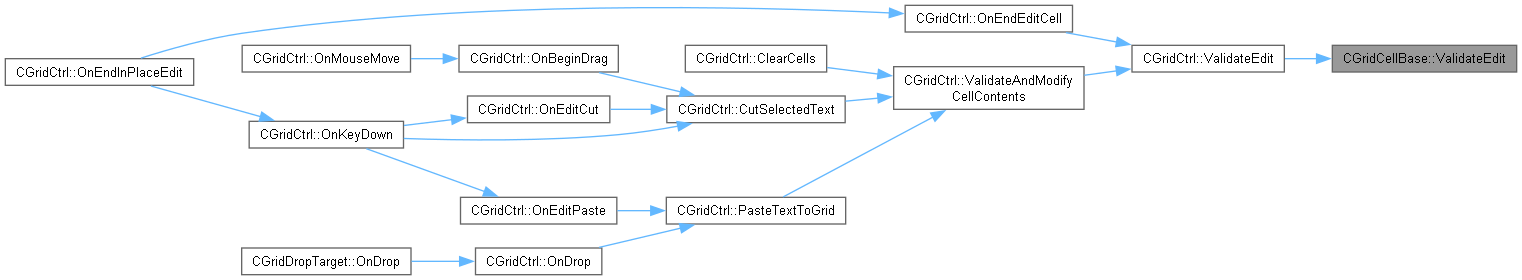 CGridCtrl::OnEndEditCell
CGridCtrl::OnMouseMove
CGridCtrl::OnBeginDrag
CGridCtrl::ClearCells
CGridCtrl::ValidateEdit
CGridCellBase::ValidateEdit
CGridCtrl::OnEndInPlaceEdit
CGridCtrl::ValidateAndModify
CellContents
CGridCtrl::OnEditCut
CGridCtrl::CutSelectedText
CGridCtrl::OnKeyDown
CGridCtrl::OnEditPaste
CGridCtrl::PasteTextToGrid
CGridDropTarget::OnDrop
CGridCtrl::OnDrop